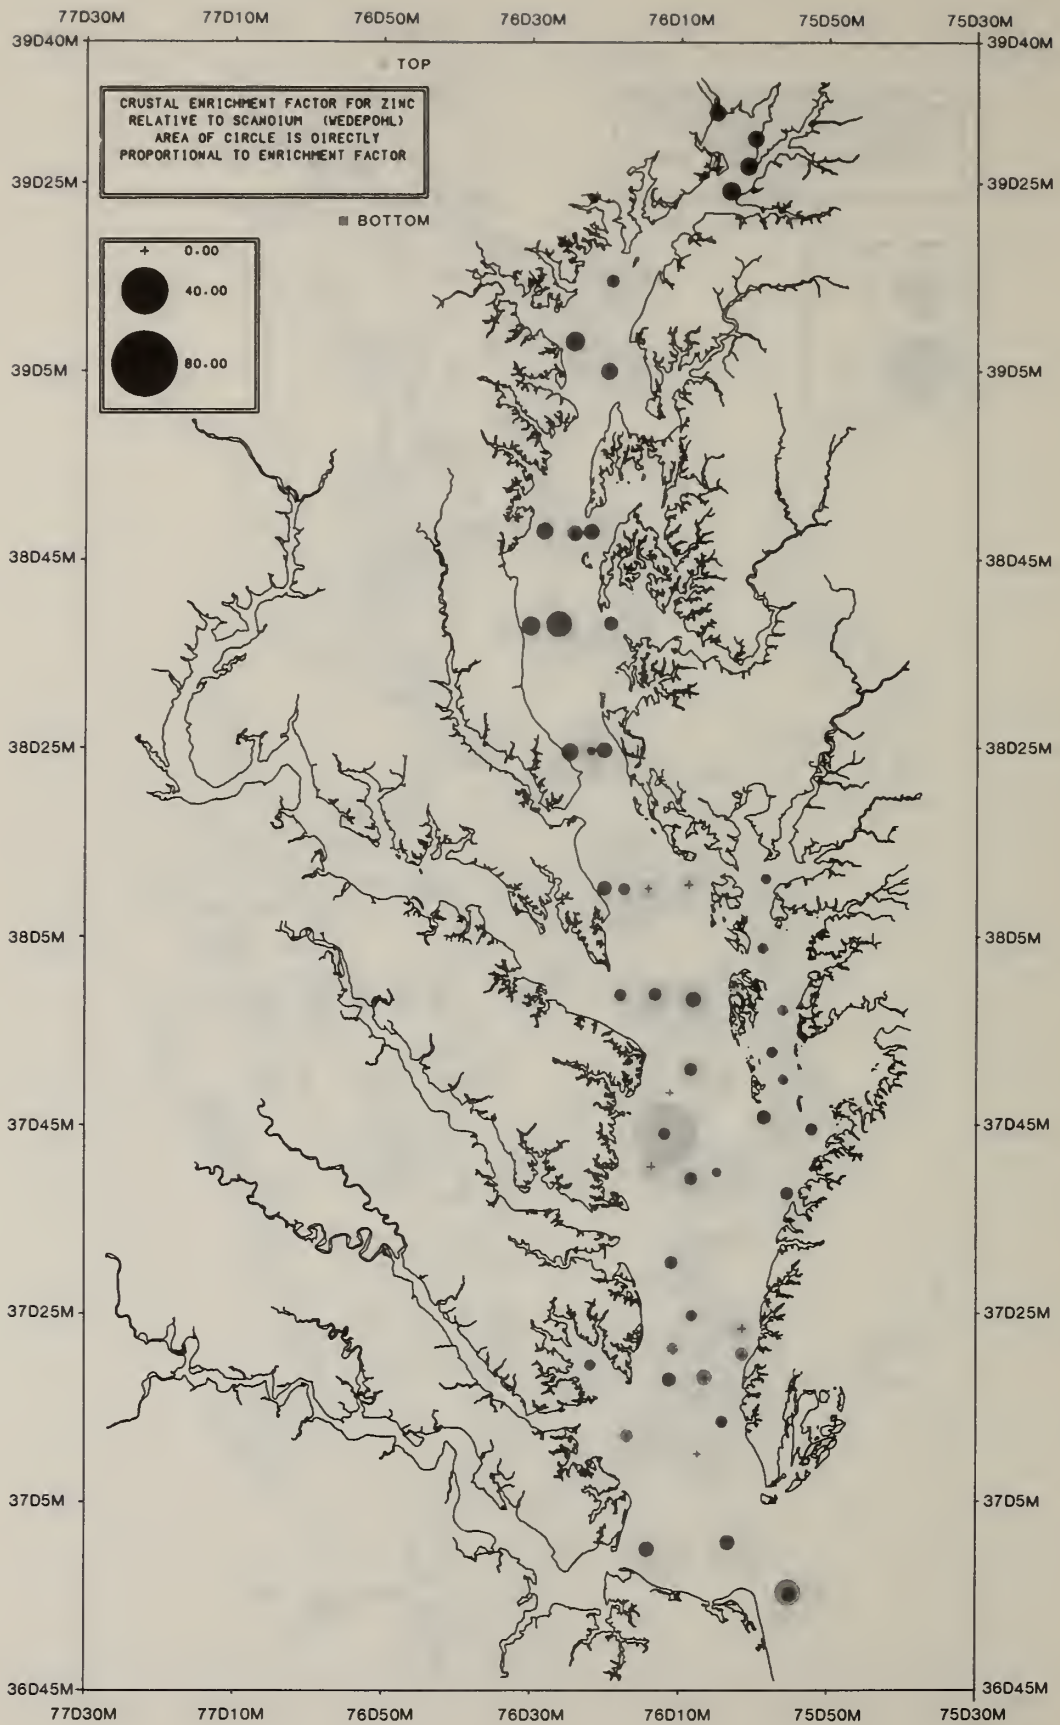 77D30M 77D10M 76D50M 76D30M 76D10M 75D50M 75D30M
39D40M 39D40M
TOP
CRUSTAL ENRICHMENT FACTOR FOR ZINC
RELATIVE TO SCANDIUM (WEDEPOHL)
AREA OF CIRCLE IS DIRECTLY
PROPORTIONAL TO ENRICHMENT FACTOR
39D25M 39D25M
BOTTOM
+ 0.00
40.00
80.00
39D5M 39D5M
38D45M 38D45M
38D25M 38D25M
38D5M 38D5M
37D45M 37D45M
37D25M 37D25M
37D5M 37D5M
36D45M 36D45M
77D30M 77D10M 76D50M 76D30M 76D10M 75D50M 75D30M